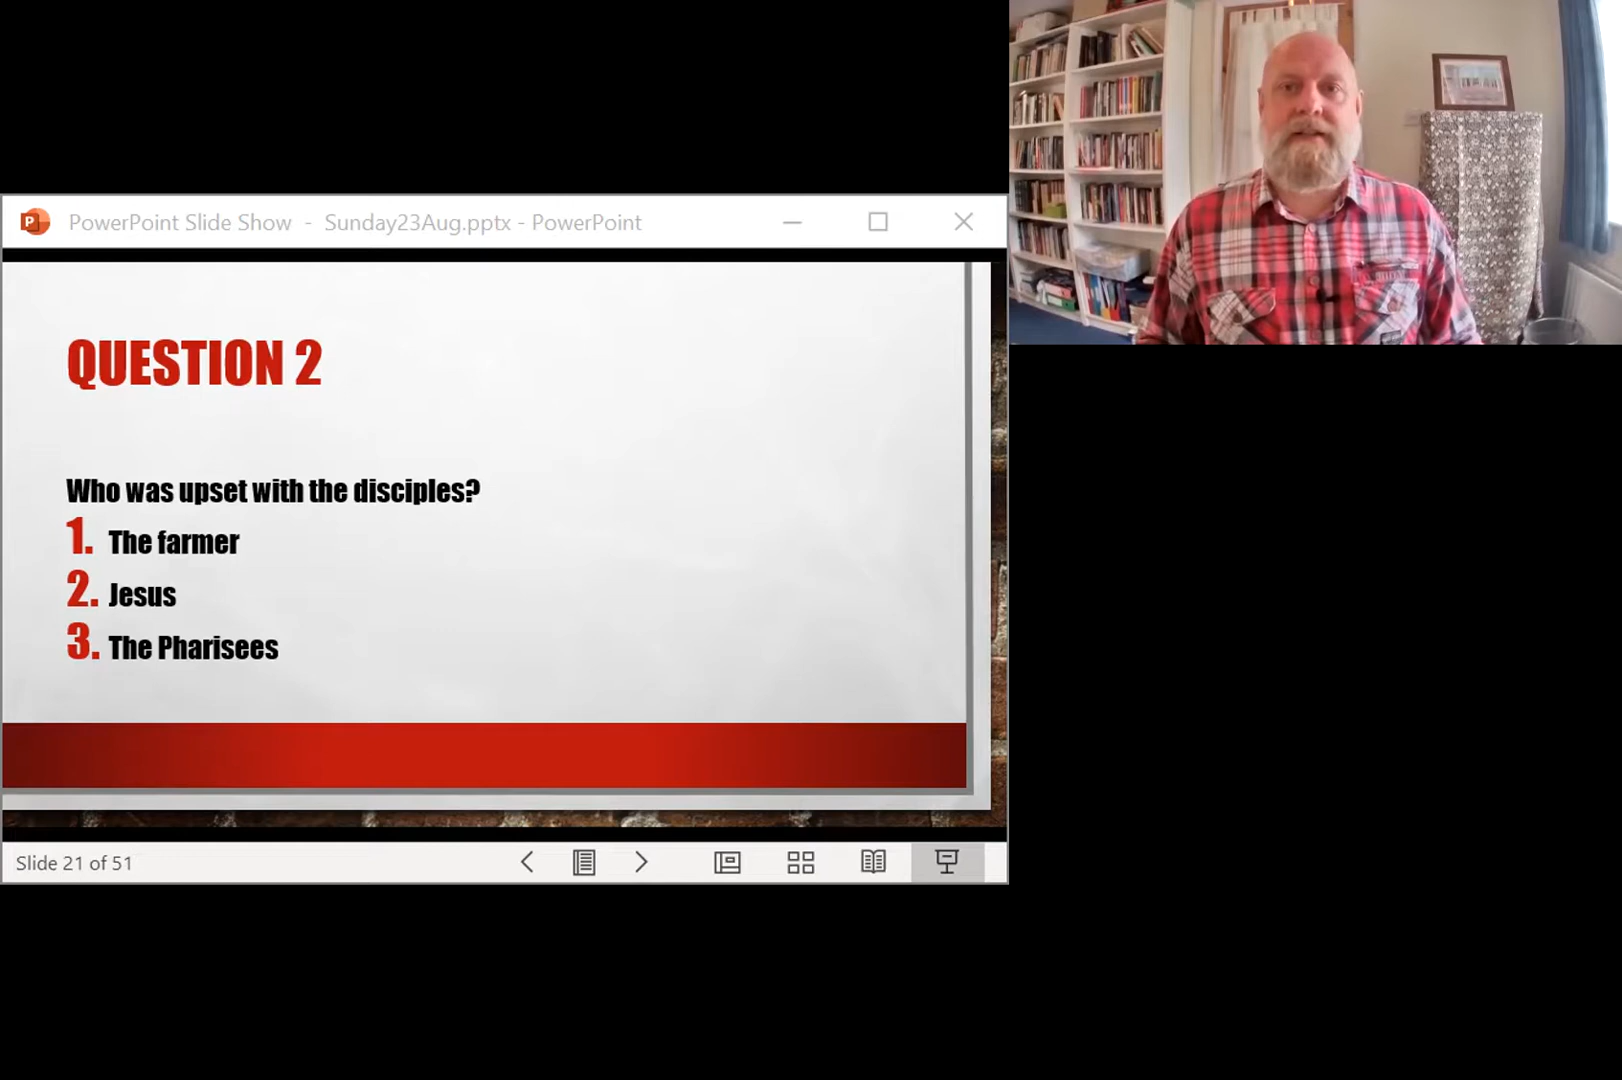 PowerPoint Slide Show - Sunday23Aug.pptx - PowerPoint
QUESTION 2
Who was upset with the disciples?
1. The farmer
2. Jesus
3. The Pharisees
Slide 21 of 51